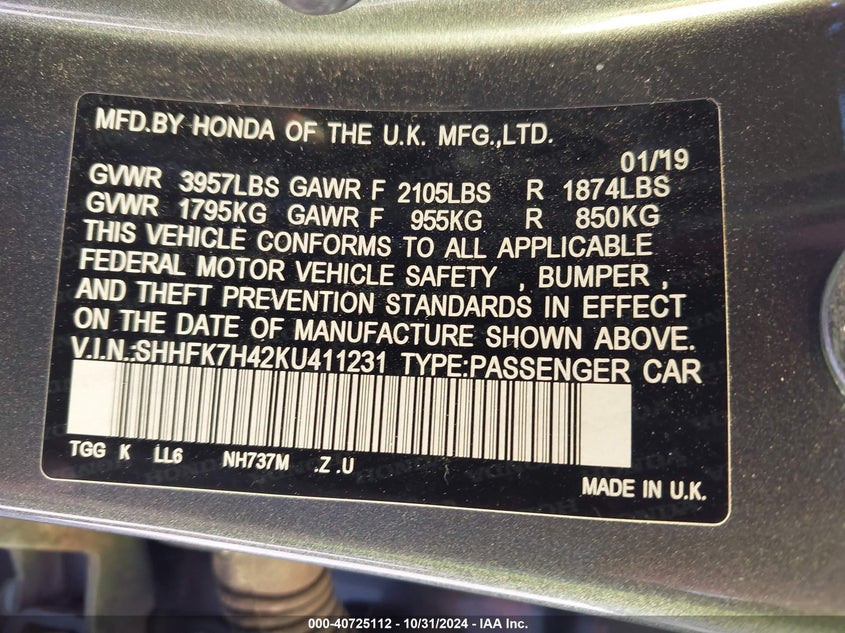 MFD.BY HONDA OF THE U.K. MFG.,LTD.
01/19
GVWR 3957LBS GAWR F 2105LBS R 1874LBS
GVWR 1795KG GAWR F 955KG R 850KG
THIS VEHICLE CONFORMS TO ALL APPLICABLE
FEDERAL MOTOR VEHICLE SAFETY , BUMPER ,
AND THEFT PREVENTION STANDARDS IN EFFECT
ON THE DATE OF MANUFACTURE SHOWN ABOVE.
V.I.N.:SHHFK7H42KU411231 TYPE:PASSENGER CAR
TGG K LL6 NH737M .Z .U
MADE IN U.K.
000-40725112 - 10/31/2024 - IAA Inc.